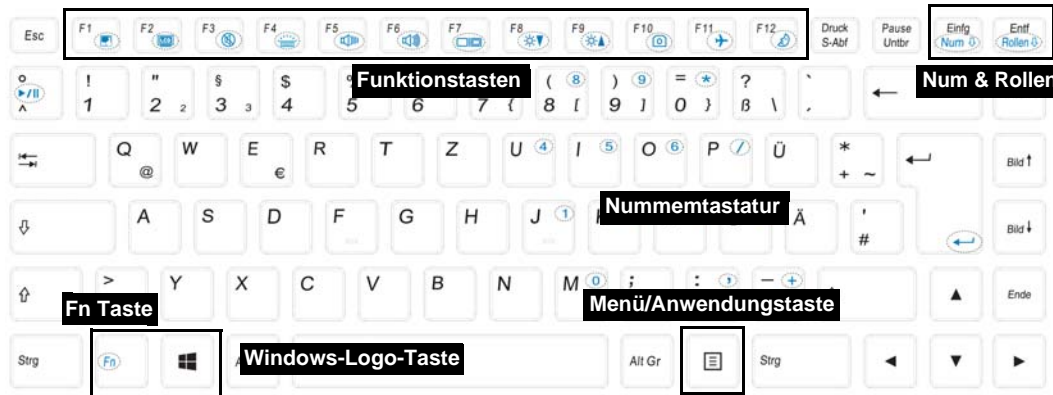 Esc F1 F2 F3 F4 F5 F6 F7 F8 F9 F10 F11 F12 Druck S-Abf Pause Untbr Einfg Num Entf Rollen
Funktionstasten
Num & Rollen
° ^ ! 1 " 2 2 § 3 3 $ 4 5 6 7 { ( 8 8 [ ) 9 9 ] = * 0 } ? ß \ ` ´
Q @ W E € R T Z U 4 I 5 O 6 P / Ü * + ~ Bild
Nummemtastatur
A S D F G H J 1 Ä ' # Bild
> Y X C V B N M 0 ; : , – + Ende
Fn Taste
Menü/Anwendungstaste
Strg Fn Alt Gr Strg
Windows-Logo-Taste